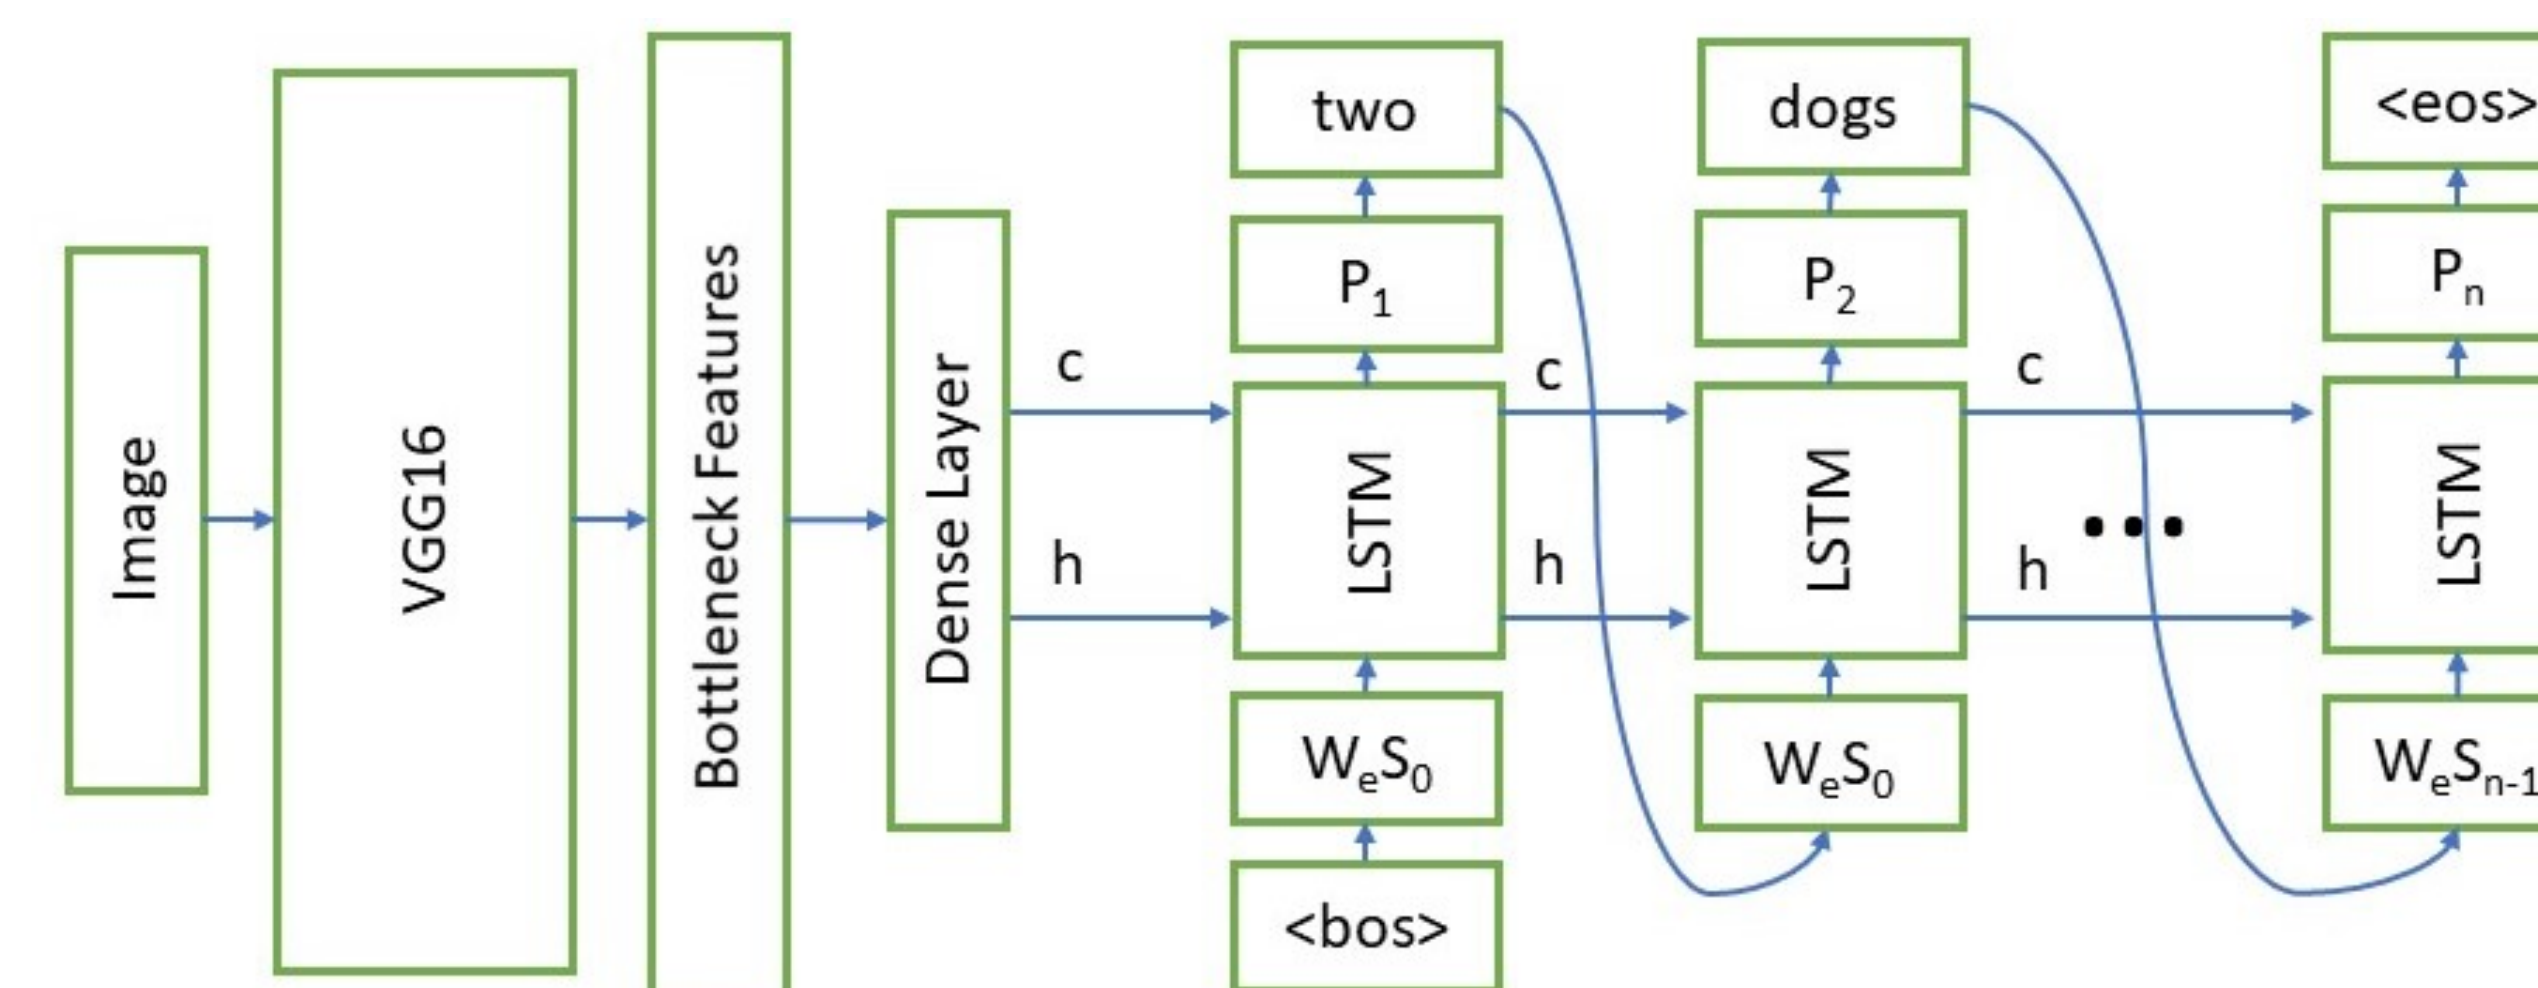 Image
VGG16
Bottleneck Features
Dense Layer
c
h
two
P1
LSTM
WeS0
<bos>
c
h
dogs
P2
LSTM
WeS0
c
...
h
<eos>
Pn
LSTM
WeSn-1